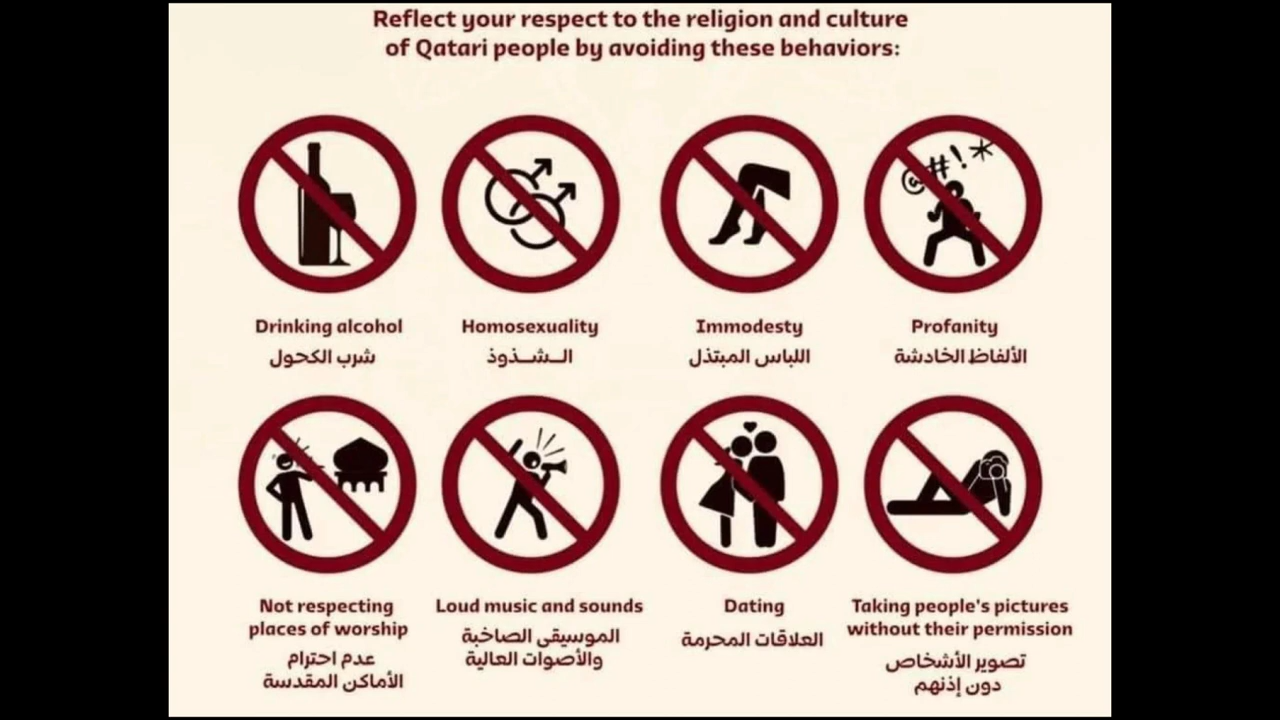 Reflect your respect to the religion and culture
of Qatari people by avoiding these behaviors:
Drinking alcohol
شرب الكحول
Homosexuality
الــشــذوذ
Immodesty
اللباس المبتذل
Profanity
الألفاظ الخادشة
@#!*
Not respecting
places of worship
عدم احترام
الأماكن المقدسة
Loud music and sounds
الموسيقى الصاخبة
والأصوات العالية
Dating
العلاقات المحرمة
Taking people's pictures
without their permission
تصوير الأشخاص
دون إذنهم